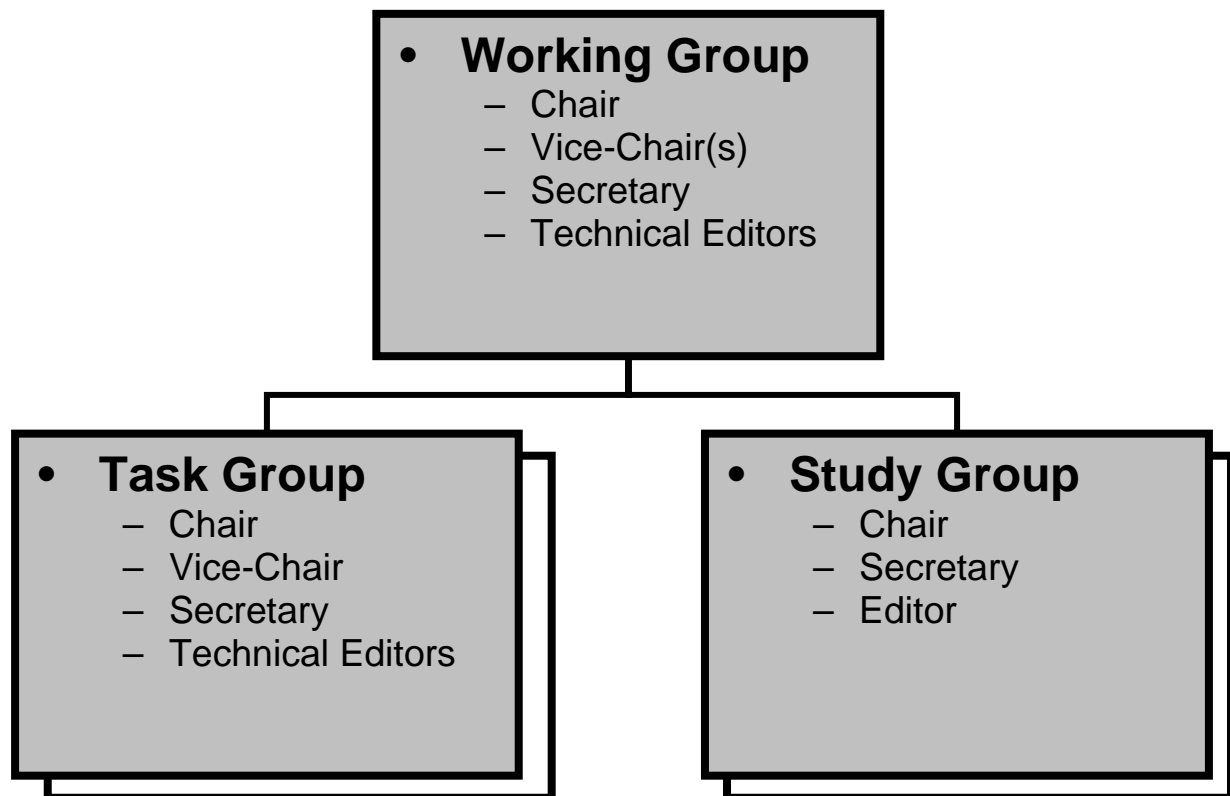 • Working Group
– Chair
– Vice-Chair(s)
– Secretary
– Technical Editors
• Task Group
– Chair
– Vice-Chair
– Secretary
– Technical Editors
• Study Group
– Chair
– Secretary
– Editor